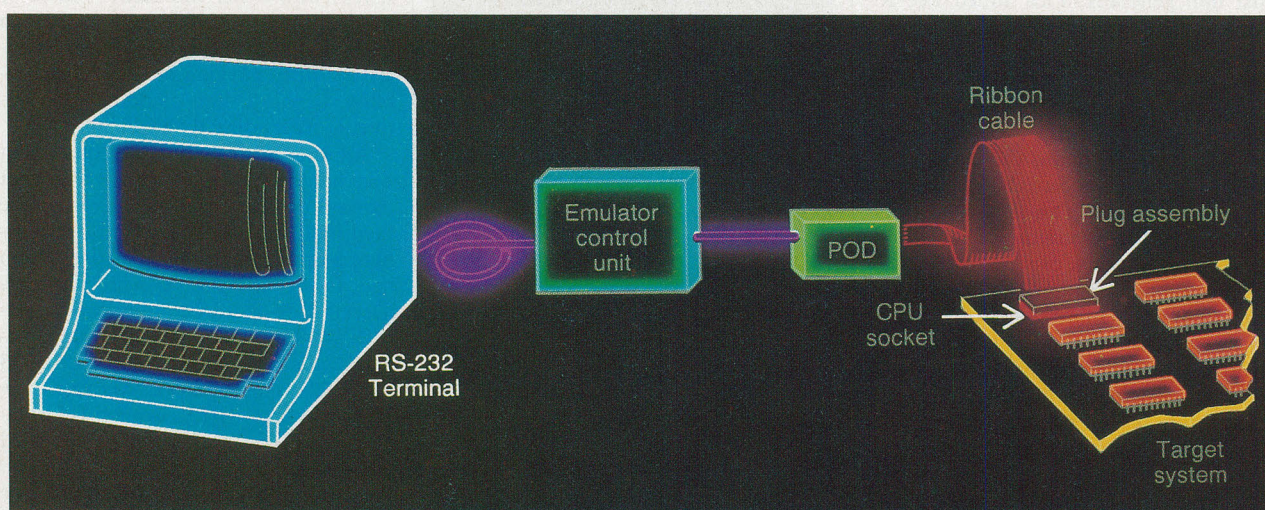 RS-232
Terminal
Emulator
control
unit
POD
Ribbon
cable
Plug assembly
CPU
socket
Target
system